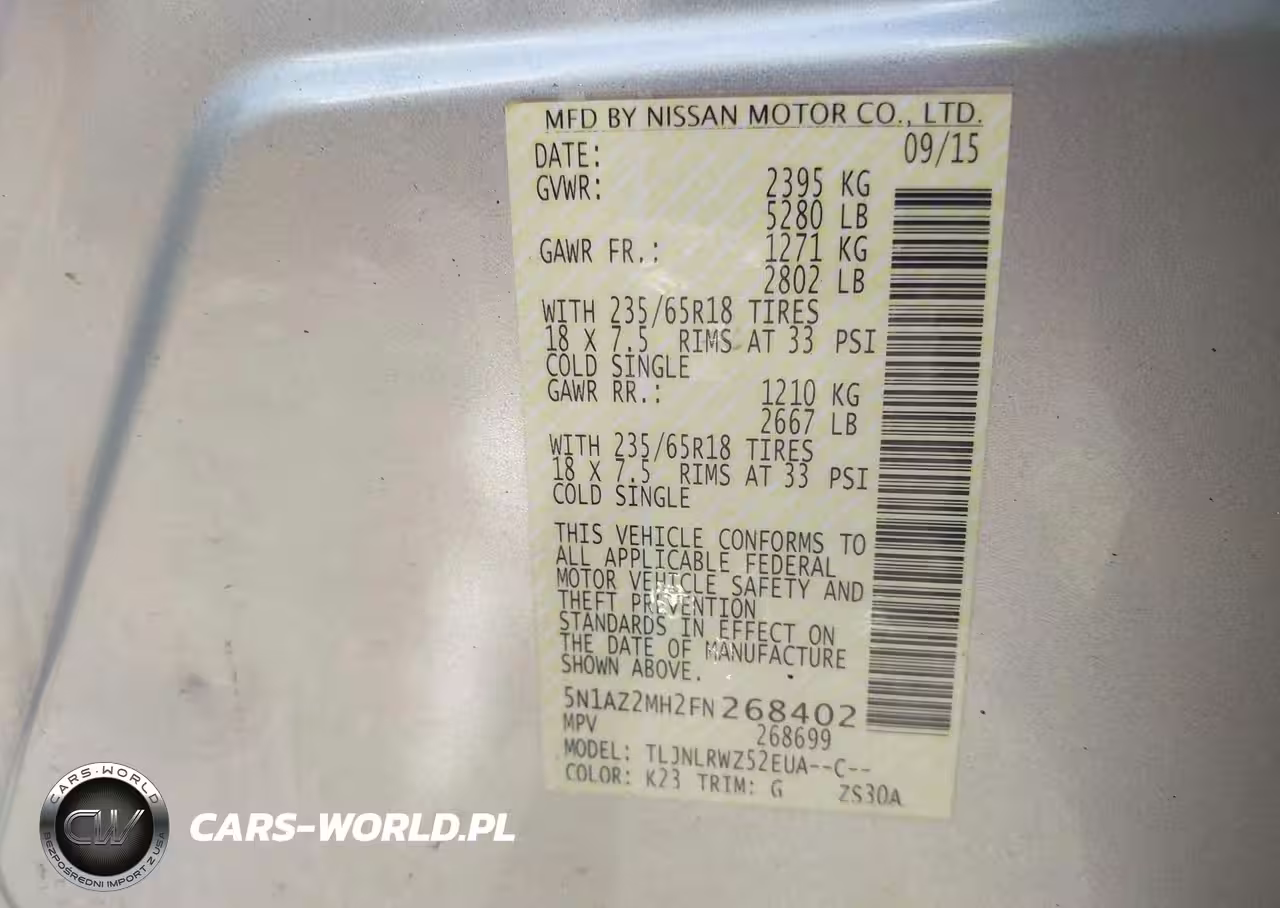 MFD BY NISSAN MOTOR CO., LTD.
DATE: 09/15
GVWR: 2395 KG
5280 LB
GAWR FR.: 1271 KG
2802 LB
WITH 235/65R18 TIRES
18 X 7.5 RIMS AT 33 PSI
COLD SINGLE
GAWR RR.: 1210 KG
2667 LB
WITH 235/65R18 TIRES
18 X 7.5 RIMS AT 33 PSI
COLD SINGLE
THIS VEHICLE CONFORMS TO
ALL APPLICABLE FEDERAL
MOTOR VEHICLE SAFETY AND
THEFT PREVENTION
STANDARDS IN EFFECT ON
THE DATE OF MANUFACTURE
SHOWN ABOVE.
5N1AZ2MH2FN268402
MPV 268699
MODEL: TLJNLRWZ52EUA--C--
COLOR: K23 TRIM: G ZS30A
CARS-WORLD
CW
BEZPOŚREDNI IMPORT Z USA
CARS-WORLD.PL